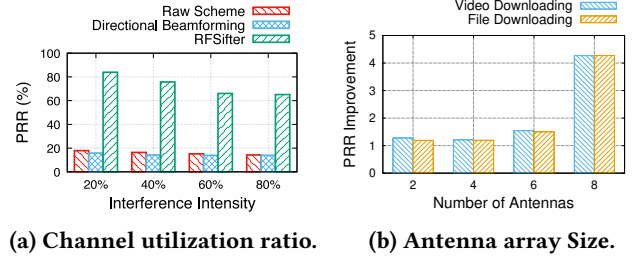 Raw Scheme
Directional Beamforming
RFSifter
PRR (%)
100
80
60
40
20
0
20% 40% 60% 80%
Interference Intensity
(a) Channel utilization ratio.
Video Downloading
File Downloading
PRR Improvement
5
4
3
2
1
0
2 4 6 8
Number of Antennas
(b) Antenna array Size.